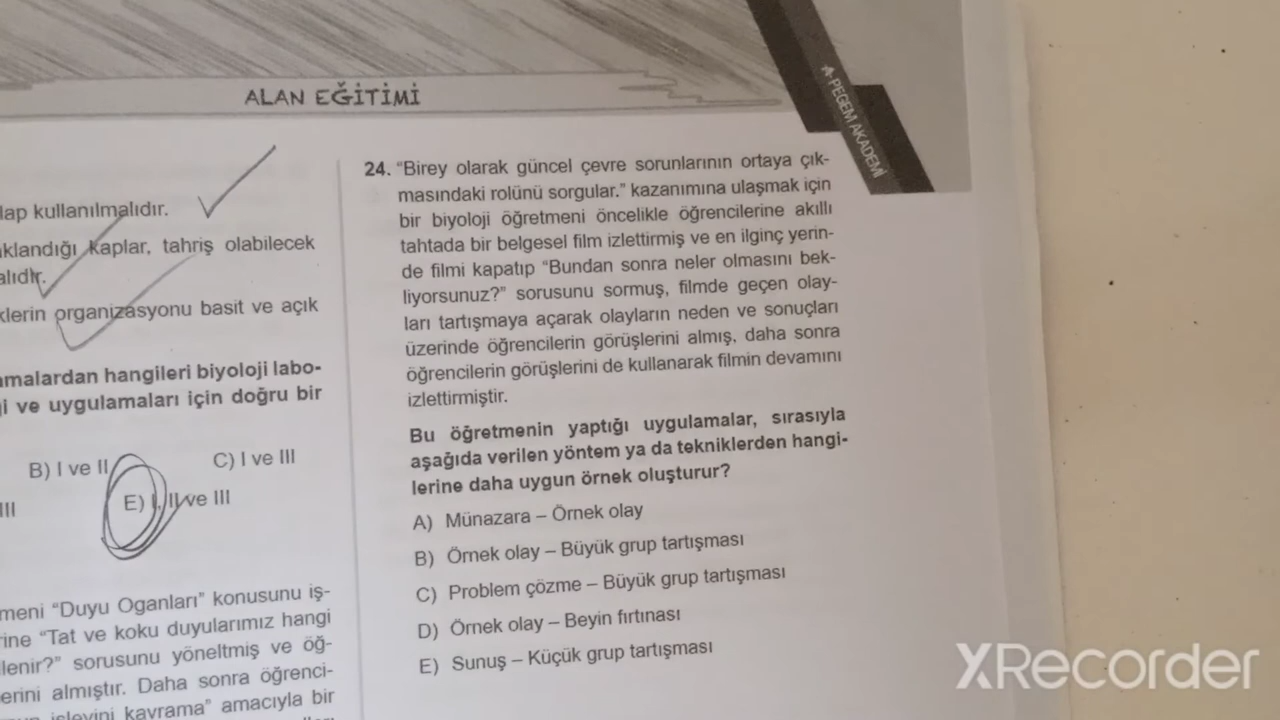 ALAN EĞİTİMİ
PEGEM AKADEMİ
lap kullanılmalıdır.
klandığı kaplar, tahriş olabilecek
alıdır.
klerin organizasyonu basit ve açık
amalardan hangileri biyoloji labo-
i ve uygulamaları için doğru bir
B) I ve II
C) I ve III
III
E) I, II ve III
meni "Duyu Oganları" konusunu iş-
rine "Tat ve koku duyularımız hangi
lenir?" sorusunu yöneltmiş ve öğ-
erini almıştır. Daha sonra öğrenci-
işlevini kavrama" amacıyla bir
24. "Birey olarak güncel çevre sorunlarının ortaya çık-
masındaki rolünü sorgular." kazanımına ulaşmak için
bir biyoloji öğretmeni öncelikle öğrencilerine akıllı
tahtada bir belgesel film izlettirmiş ve en ilginç yerin-
de filmi kapatıp "Bundan sonra neler olmasını bek-
liyorsunuz?" sorusunu sormuş, filmde geçen olay-
ları tartışmaya açarak olayların neden ve sonuçları
üzerinde öğrencilerin görüşlerini almış, daha sonra
öğrencilerin görüşlerini de kullanarak filmin devamını
izlettirmiştir.
Bu öğretmenin yaptığı uygulamalar, sırasıyla
aşağıda verilen yöntem ya da tekniklerden hangi-
lerine daha uygun örnek oluşturur?
A) Münazara – Örnek olay
B) Örnek olay – Büyük grup tartışması
C) Problem çözme – Büyük grup tartışması
D) Örnek olay – Beyin fırtınası
E) Sunuş – Küçük grup tartışması
XRecorder